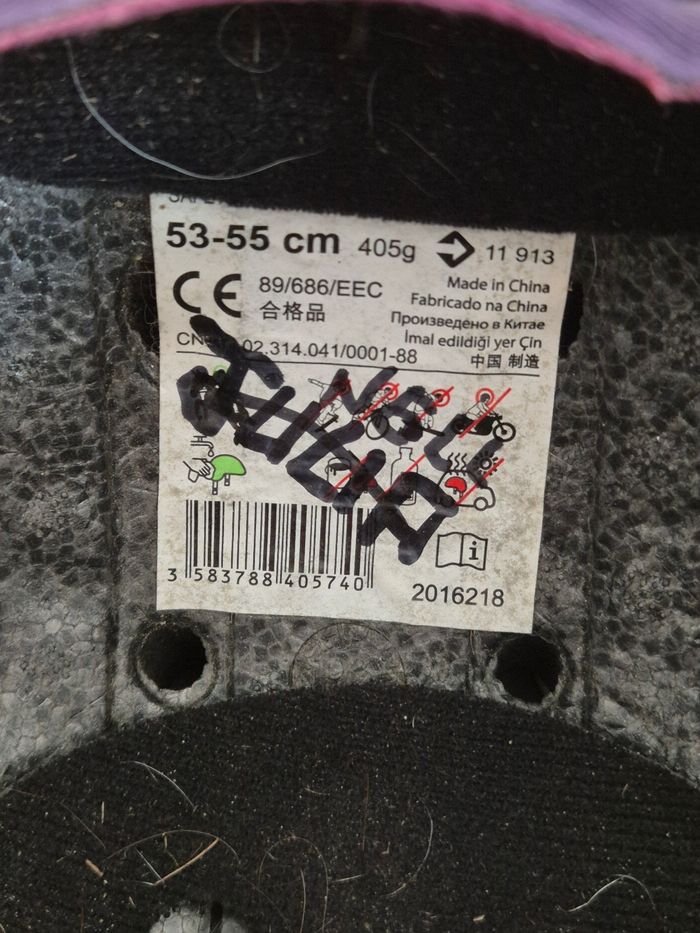 53-55 cm 405g 11 913
CE 89/686/EEC
合格品
Made in China
Fabricado na China
Произведено в Китае
İmal edildiği yer Çin
中国 制造
02.314.041/0001-88
3 583788 405740
i
2016218